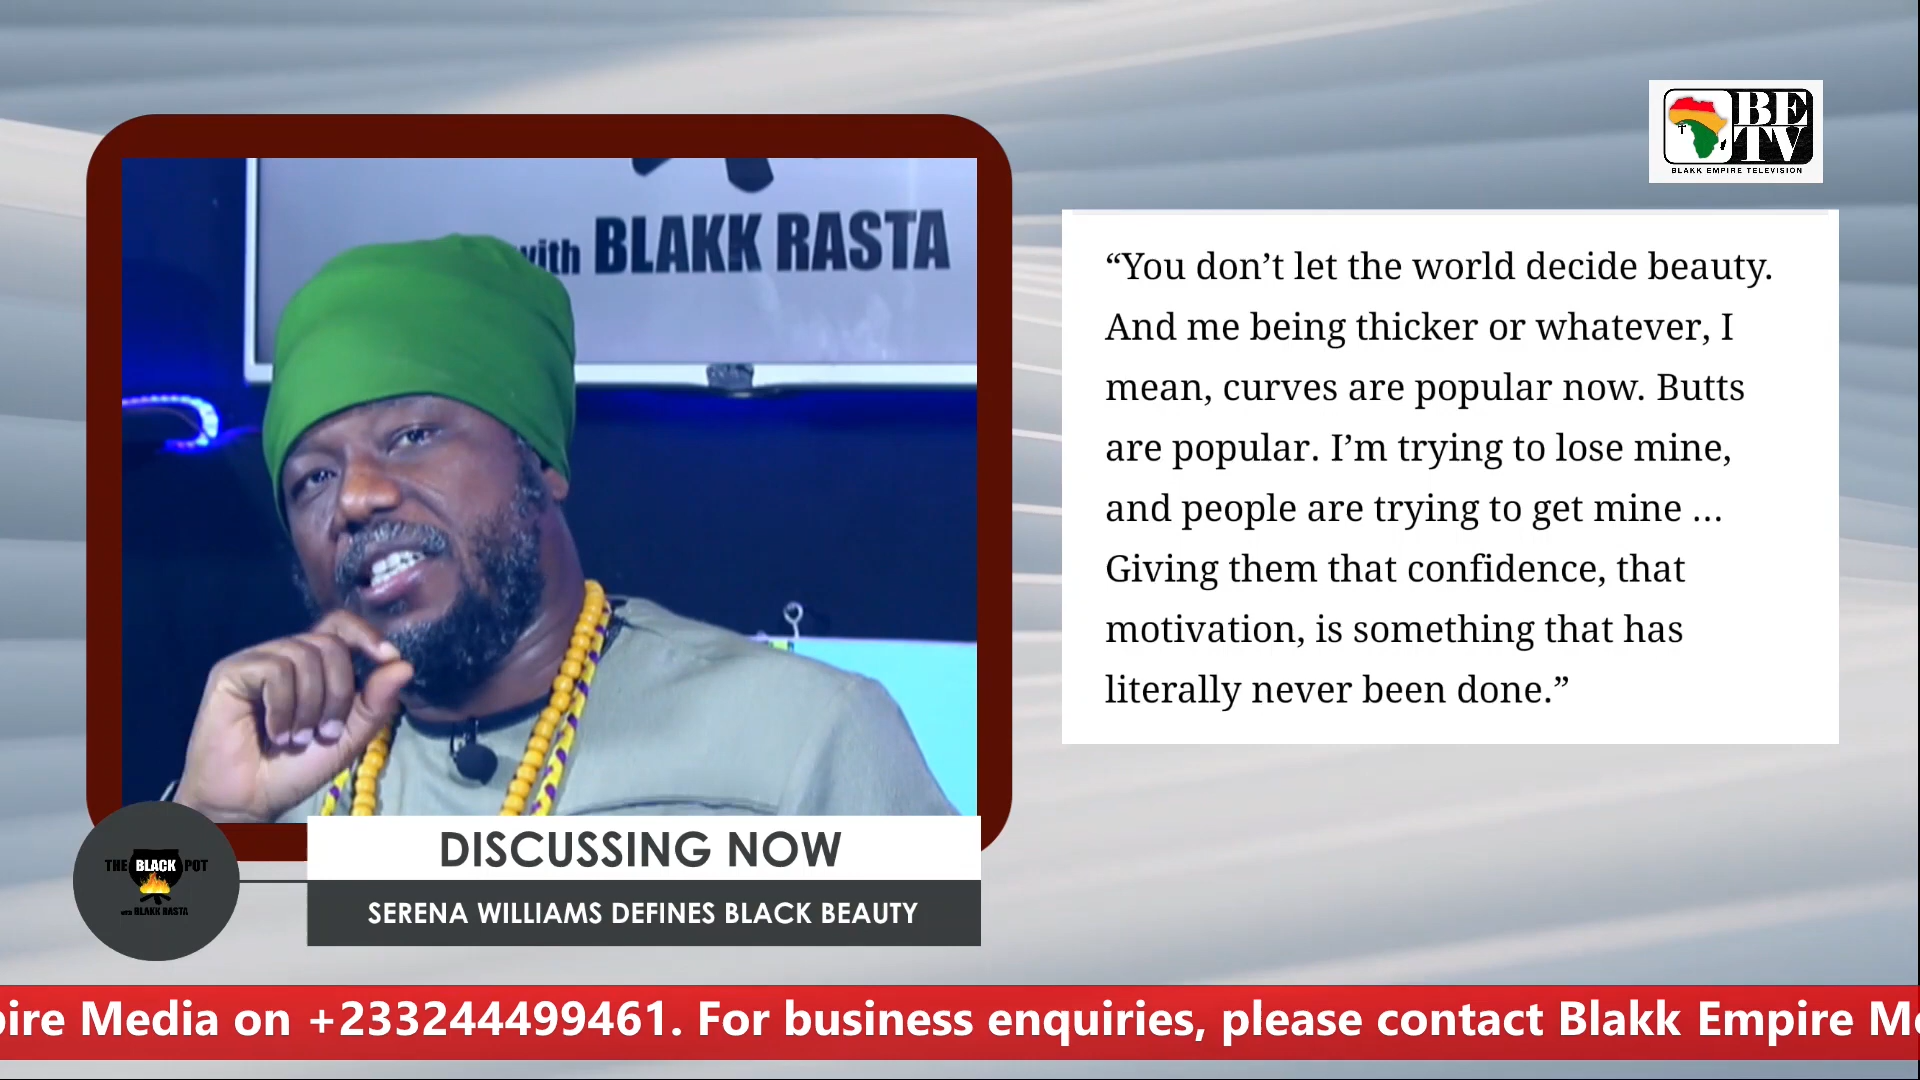 BE
TV
BLAKK EMPIRE TELEVISION
with BLAKK RASTA
“You don’t let the world decide beauty.
And me being thicker or whatever, I
mean, curves are popular now. Butts
are popular. I’m trying to lose mine,
and people are trying to get mine …
Giving them that confidence, that
motivation, is something that has
literally never been done.”
DISCUSSING NOW
SERENA WILLIAMS DEFINES BLACK BEAUTY
THE BLACK POT
with BLAKK RASTA
pire Media on +233244499461. For business enquiries, please contact Blakk Empire Me